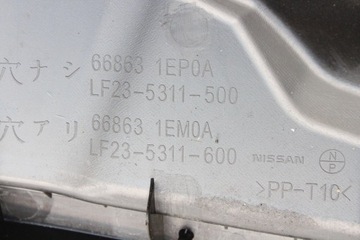 穴ナシ 66863 1EP0A
LF23-5311-500
穴アリ 66863 1EM0A
LF23-5311-600
NISSAN
N
P
>PP-T10<